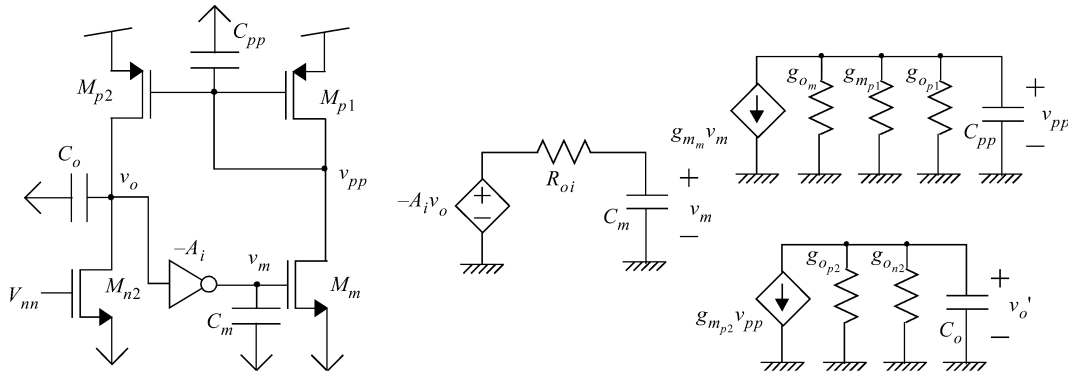 C_pp
M_p2
M_p1
C_o
v_o
v_pp
–A_i
v_m
M_n2
M_m
V_nn
C_m
R_oi
–A_i v_o
+
–
C_m
+
v_m
–
g_m_m v_m
g_o_m
g_m_p1
g_o_p1
C_pp
+
v_pp
–
g_m_p2 v_pp
g_o_p2
g_o_n2
C_o
+
v_o'
–